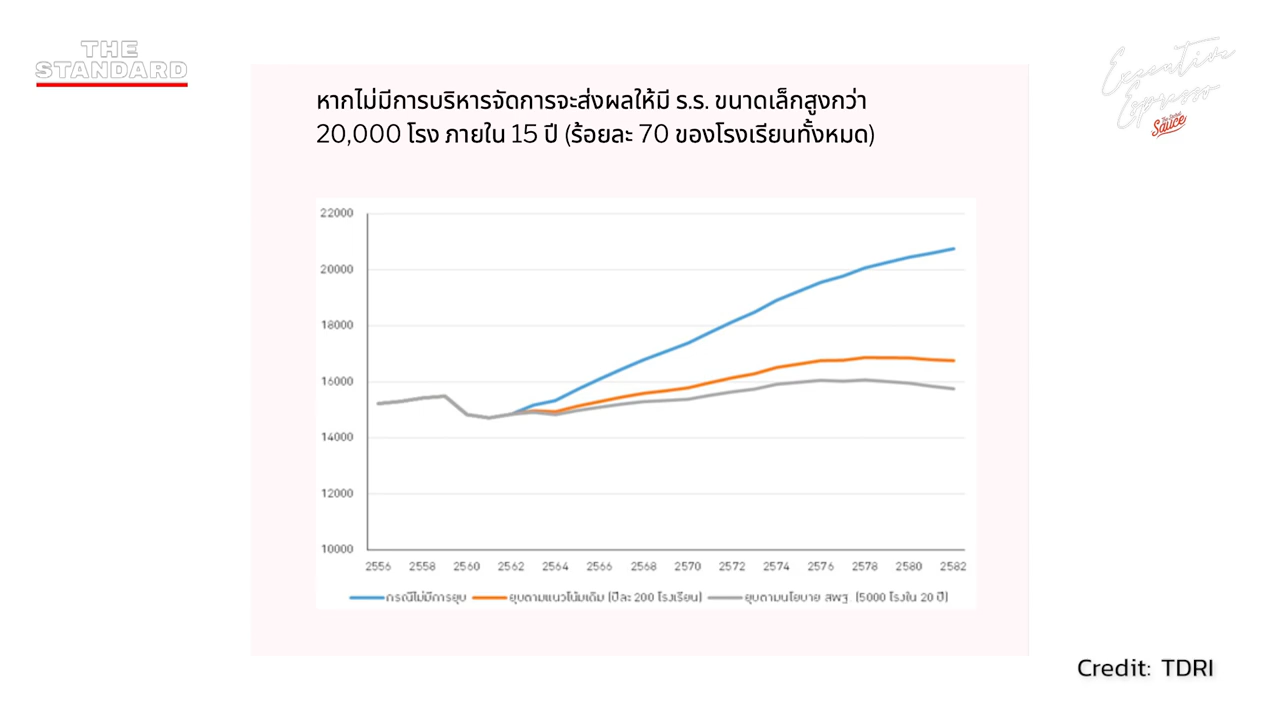 THE
STANDARD
Executive
Espresso
The Secret
Sauce
หากไม่มีการบริหารจัดการจะส่งผลให้มี ร.ร. ขนาดเล็กสูงกว่า
20,000 โรง ภายใน 15 ปี (ร้อยละ 70 ของโรงเรียนทั้งหมด)
22000
20000
18000
16000
14000
12000
10000
2556 2558 2560 2562 2564 2566 2568 2570 2572 2574 2576 2578 2580 2582
กรณีไม่มีการยุบ ยุบตามแนวโน้มเดิม (ปีละ 200 โรงเรียน) ยุบตามนโยบาย สพฐ. (5000 โรงใน 20 ปี)
Credit: TDRI